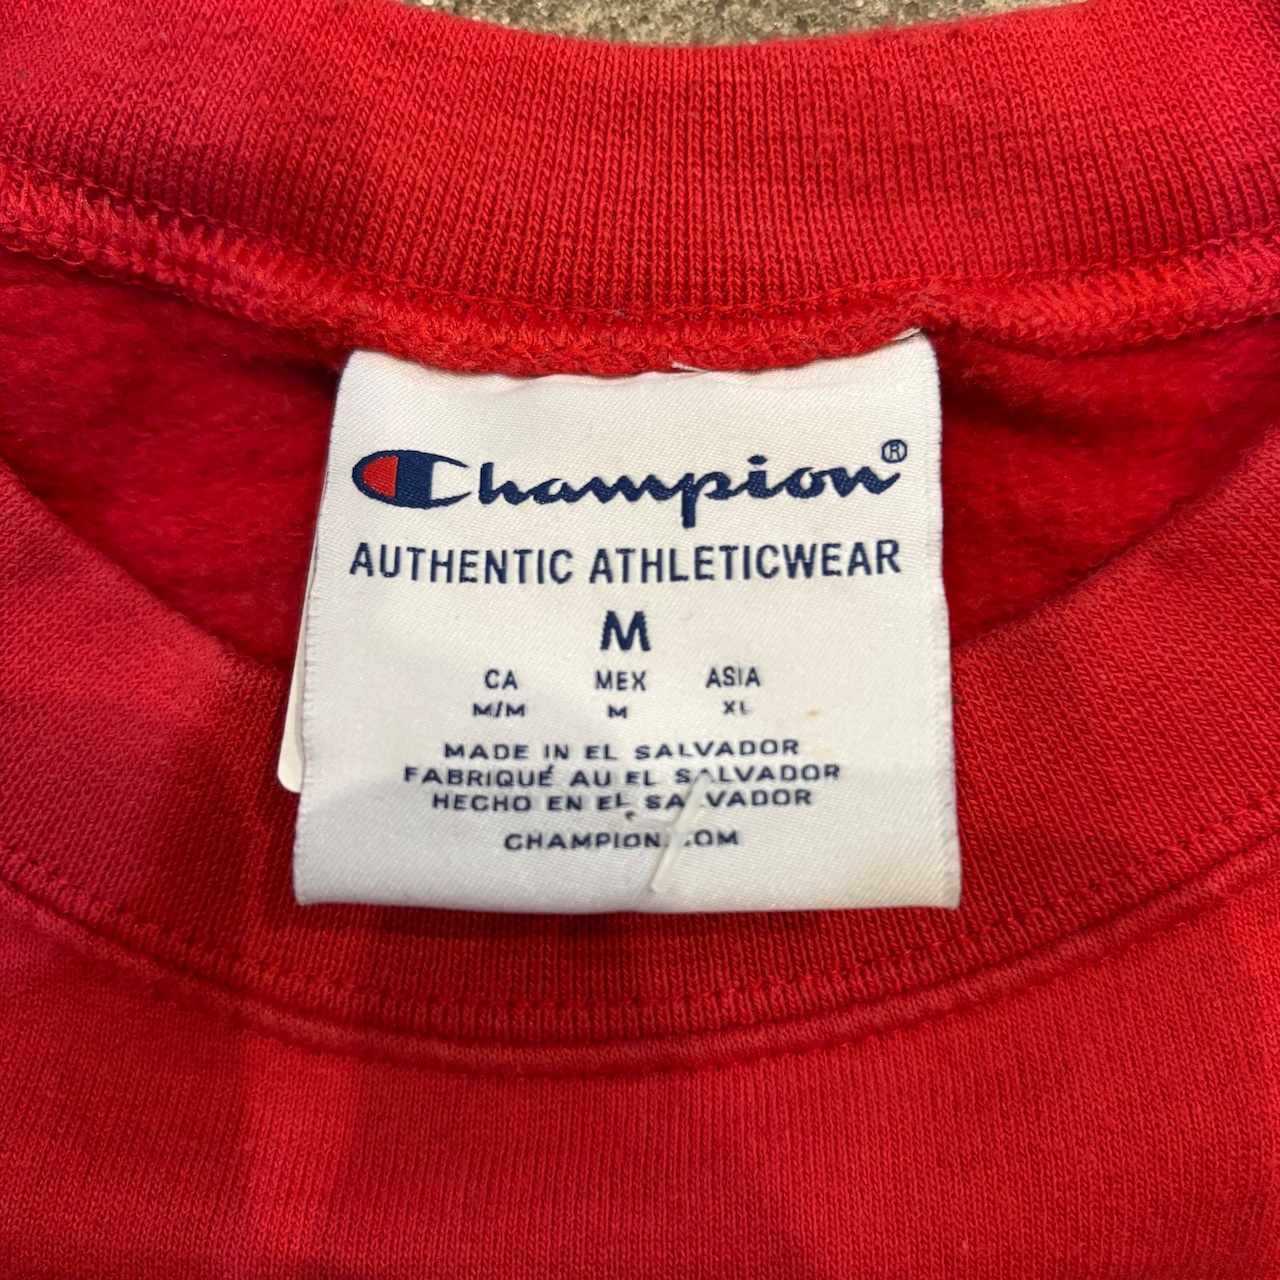 Champion®
AUTHENTIC ATHLETICWEAR
M
CA MEX ASIA
M/M M XL
MADE IN EL SALVADOR
FABRIQUÉ AU EL SALVADOR
HECHO EN EL SALVADOR
CHAMPION.COM